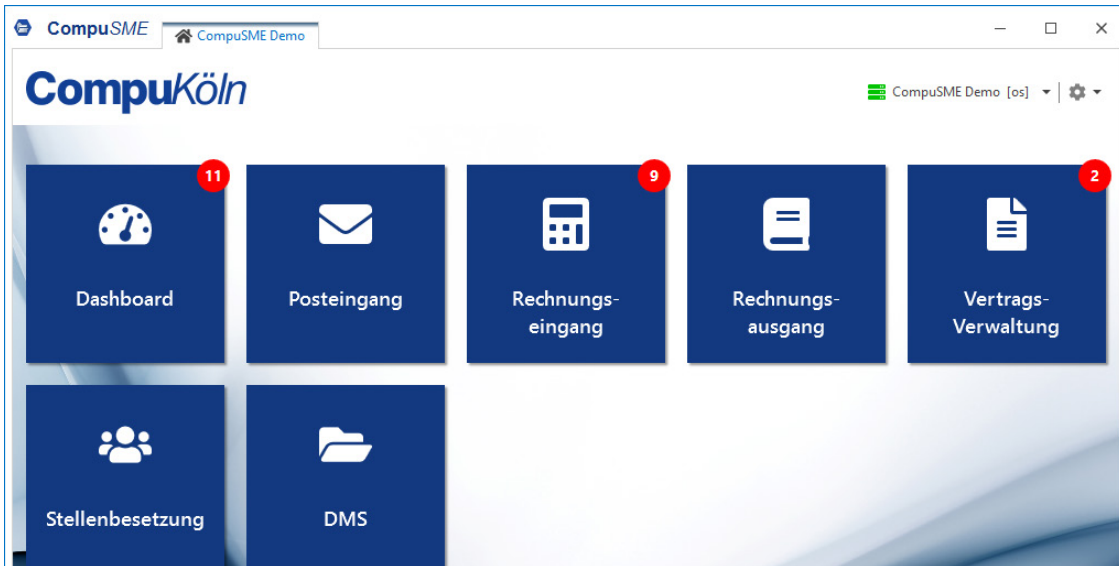 CompuSME
CompuSME Demo
CompuKöln
CompuSME Demo [os]
11
9
2
Dashboard
Posteingang
Rechnungs-
eingang
Rechnungs-
ausgang
Vertrags-
Verwaltung
Stellenbesetzung
DMS